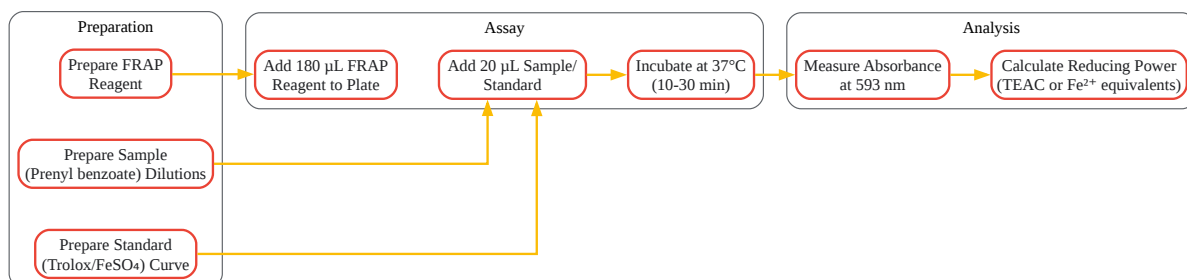 Preparation
Prepare FRAP
Reagent
Prepare Sample
(Prenyl benzoate) Dilutions
Prepare Standard
(Trolox/FeSO₄) Curve
Assay
Add 180 µL FRAP
Reagent to Plate
Add 20 µL Sample/
Standard
Incubate at 37°C
(10-30 min)
Analysis
Measure Absorbance
at 593 nm
Calculate Reducing Power
(TEAC or Fe²⁺ equivalents)